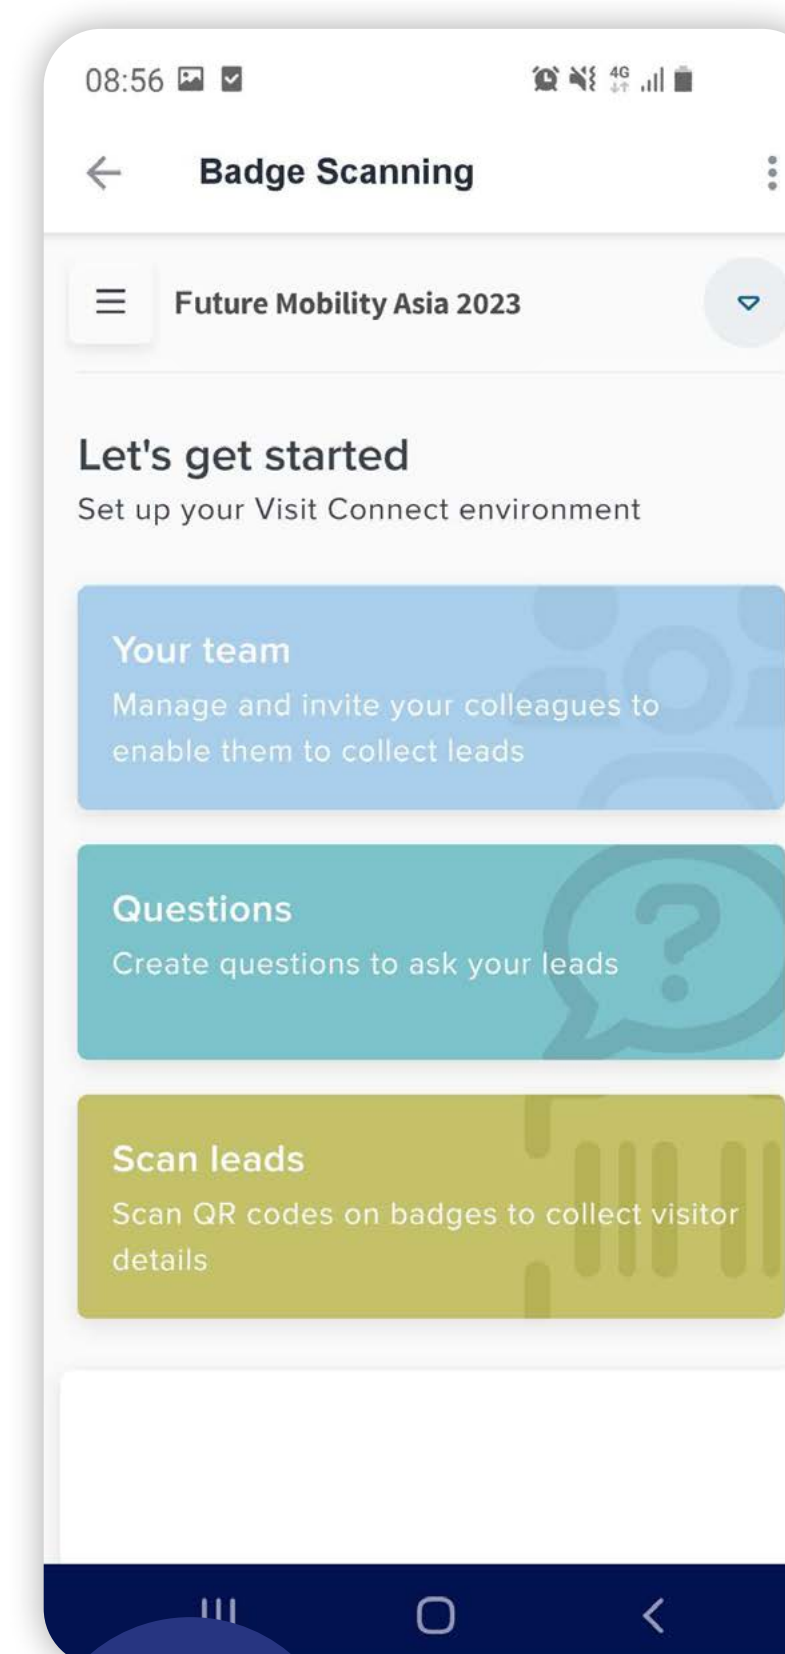 08:56
4G
Badge Scanning
Future Mobility Asia 2023
Let's get started
Set up your Visit Connect environment
Your team
Manage and invite your colleagues to
enable them to collect leads
Questions
Create questions to ask your leads
Scan leads
Scan QR codes on badges to collect visitor
details